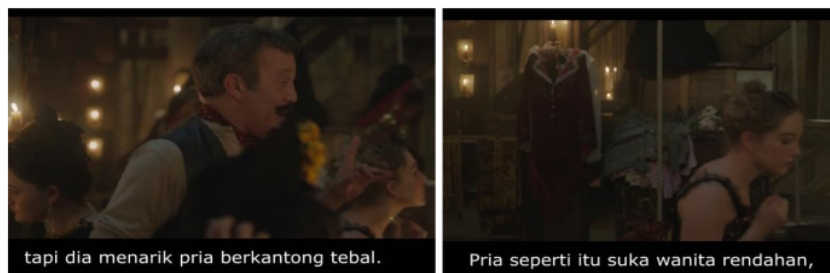 tapi dia menarik pria berkantong tebal.
Pria seperti itu suka wanita rendahan,